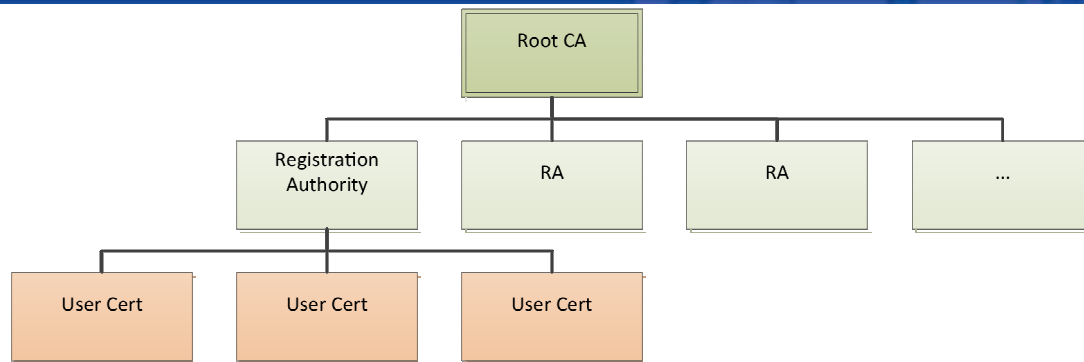 Root CA
Registration
Authority
RA
RA
...
User Cert
User Cert
User Cert